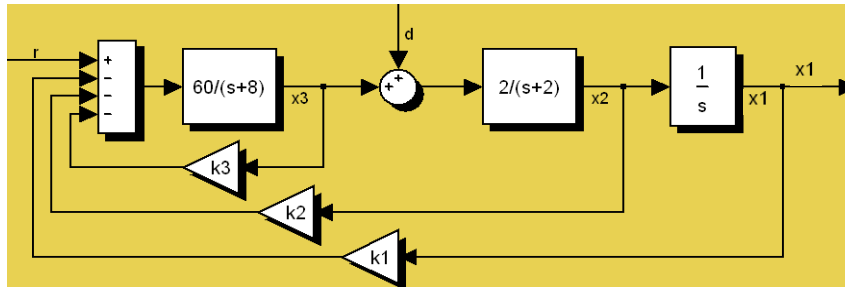 r
+
−
−
−
60/(s+8)
x3
d
+
+
2/(s+2)
x2
1
s
x1
x1
k3
k2
k1